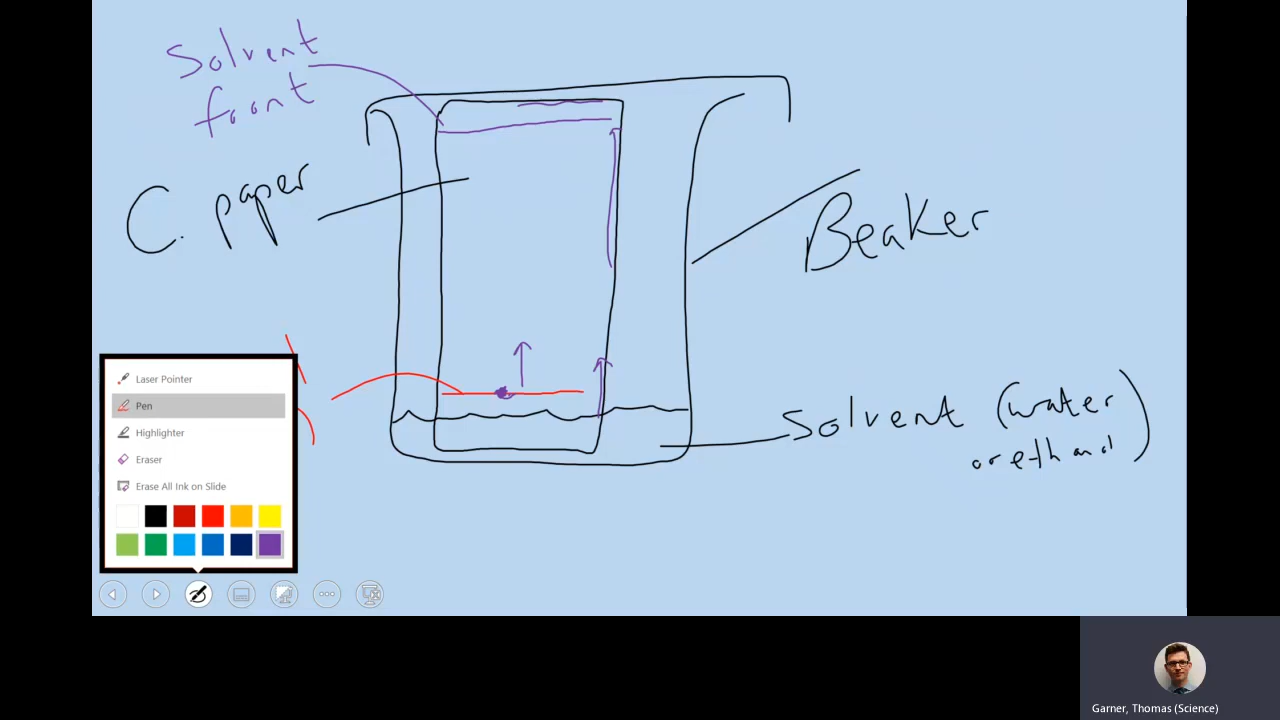 Solvent
front
C. paper
Beaker
Solvent (water
or ethanol)
Laser Pointer
Pen
Highlighter
Eraser
Erase All Ink on Slide
Garner, Thomas (Science)